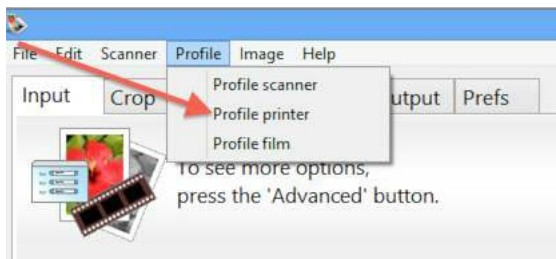 File Edit Scanner Profile Image Help
Input Crop utput Prefs
Profile scanner
Profile printer
Profile film
To see more options,
press the 'Advanced' button.